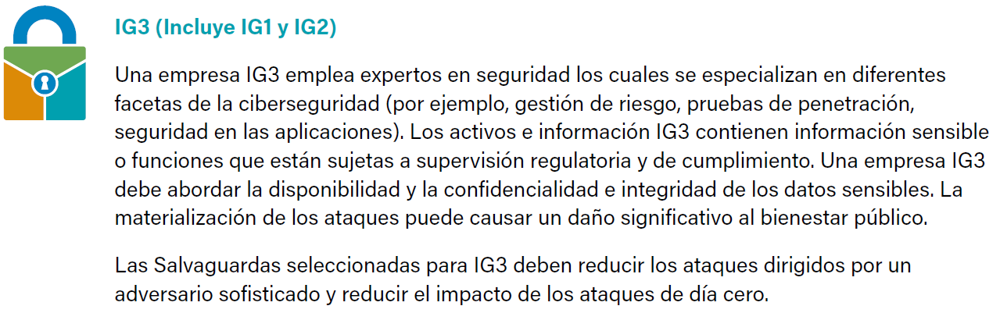 IG3 (Incluye IG1 y IG2)
Una empresa IG3 emplea expertos en seguridad los cuales se especializan en diferentes
facetas de la ciberseguridad (por ejemplo, gestión de riesgo, pruebas de penetración,
seguridad en las aplicaciones). Los activos e información IG3 contienen información sensible
o funciones que están sujetas a supervisión regulatoria y de cumplimiento. Una empresa IG3
debe abordar la disponibilidad y la confidencialidad e integridad de los datos sensibles. La
materialización de los ataques puede causar un daño significativo al bienestar público.
Las Salvaguardas seleccionadas para IG3 deben reducir los ataques dirigidos por un
adversario sofisticado y reducir el impacto de los ataques de día cero.